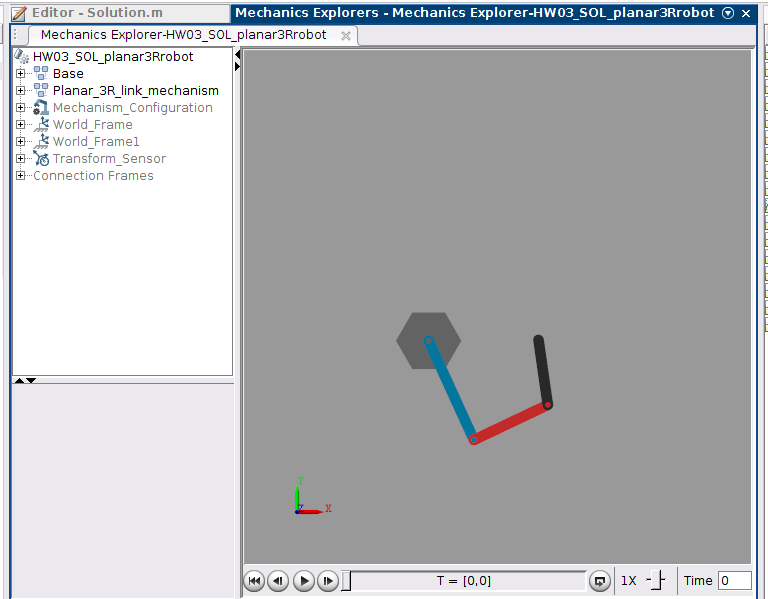 Editor - Solution.m
Mechanics Explorers - Mechanics Explorer-HW03_SOL_planar3Rrobot
Mechanics Explorer-HW03_SOL_planar3Rrobot
HW03_SOL_planar3Rrobot
Base
Planar_3R_link_mechanism
Mechanism_Configuration
World_Frame
World_Frame1
Transform_Sensor
Connection Frames
Y
Z
X
T = [0,0]
1X
Time 0